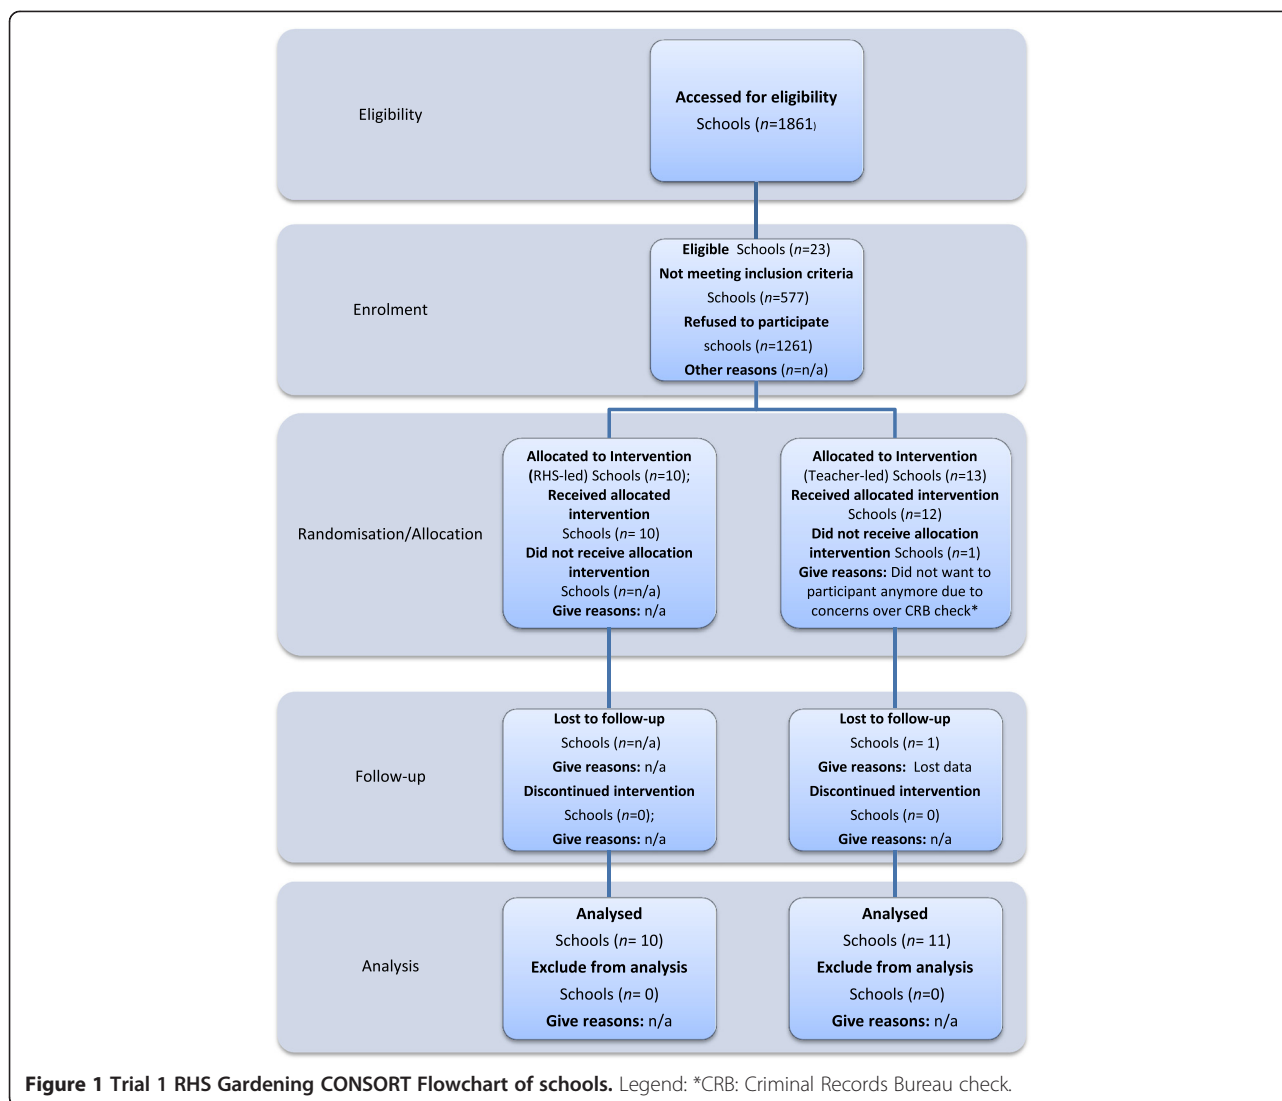 Eligibility
Accessed for eligibility
Schools (n=1861)
Enrolment
Eligible Schools (n=23)
Not meeting inclusion criteria
Schools (n=577)
Refused to participate
schools (n=1261)
Other reasons (n=n/a)
Randomisation/Allocation
Allocated to Intervention
(RHS-led) Schools (n=10);
Received allocated
intervention
Schools (n= 10)
Did not receive allocation
intervention
Schools (n=n/a)
Give reasons: n/a
Allocated to Intervention
(Teacher-led) Schools (n=13)
Received allocated intervention
Schools (n=12)
Did not receive allocation
intervention Schools (n=1)
Give reasons: Did not want to
participant anymore due to
concerns over CRB check*
Follow-up
Lost to follow-up
Schools (n=n/a)
Give reasons: n/a
Discontinued intervention
Schools (n=0);
Give reasons: n/a
Lost to follow-up
Schools (n= 1)
Give reasons: Lost data
Discontinued intervention
Schools (n= 0)
Give reasons: n/a
Analysis
Analysed
Schools (n= 10)
Exclude from analysis
Schools (n= 0)
Give reasons: n/a
Analysed
Schools (n= 11)
Exclude from analysis
Schools (n=0)
Give reasons: n/a
Figure 1 Trial 1 RHS Gardening CONSORT Flowchart of schools. Legend: *CRB: Criminal Records Bureau check.